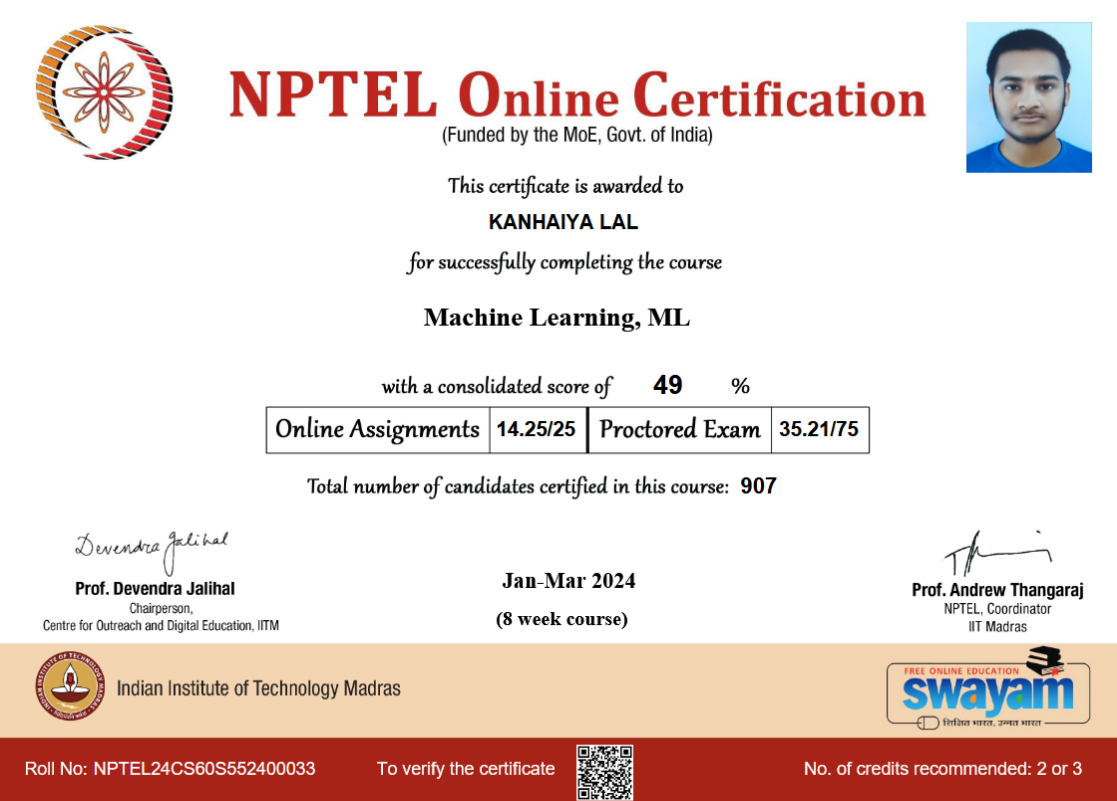 NPTEL Online Certification
(Funded by the MoE, Govt. of India)
This certificate is awarded to
KANHAIYA LAL
for successfully completing the course
Machine Learning, ML
with a consolidated score of 49 %
Online Assignments 14.25/25 Proctored Exam 35.21/75
Total number of candidates certified in this course: 907
Devendra Jalihal
Prof. Devendra Jalihal
Chairperson,
Centre for Outreach and Digital Education, IITM
Jan-Mar 2024
(8 week course)
Prof. Andrew Thangaraj
NPTEL, Coordinator
IIT Madras
INDIAN INSTITUTE OF TECHNOLOGY MADRAS
Indian Institute of Technology Madras
FREE ONLINE EDUCATION
swayam
शिक्षित भारत, उन्नत भारत
Roll No: NPTEL24CS60S552400033
To verify the certificate
No. of credits recommended: 2 or 3